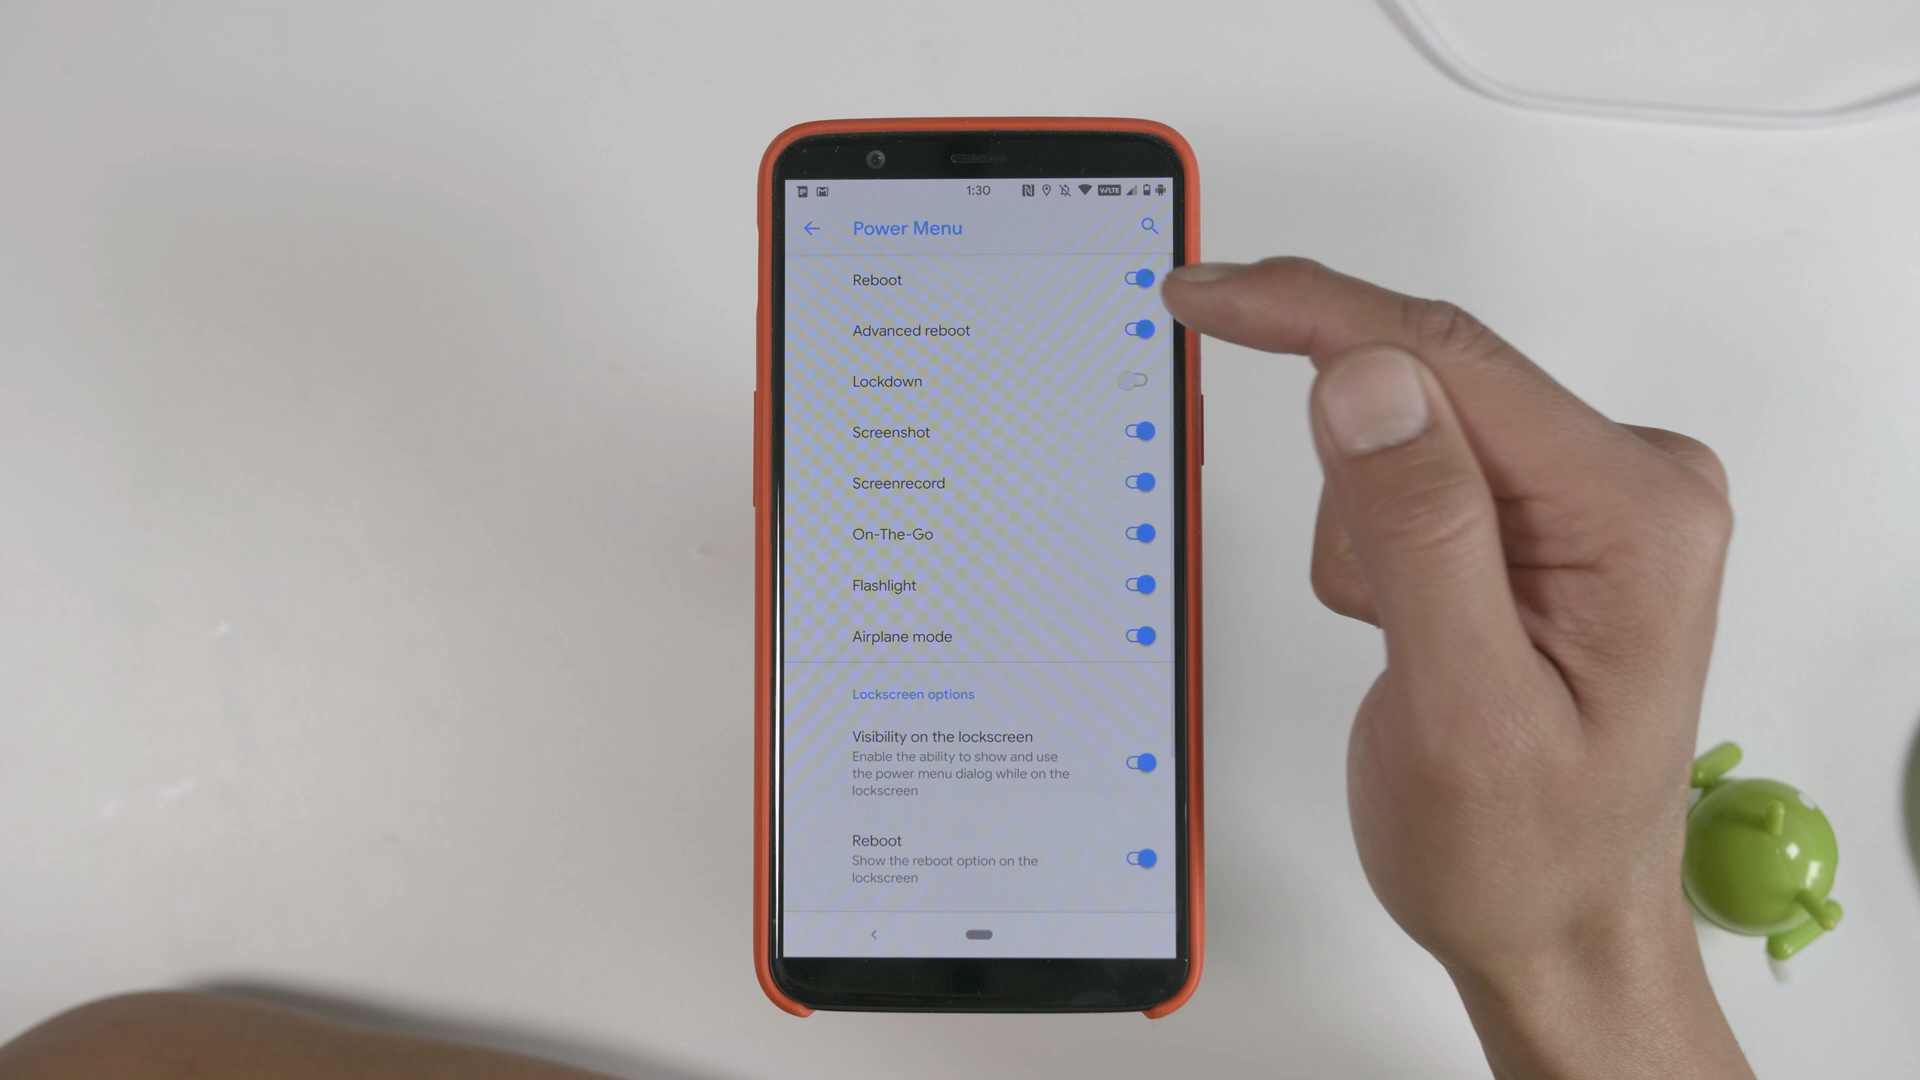 1:30
VoLTE
Power Menu
Reboot
Advanced reboot
Lockdown
Screenshot
Screenrecord
On-The-Go
Flashlight
Airplane mode
Lockscreen options
Visibility on the lockscreen
Enable the ability to show and use
the power menu dialog while on the
lockscreen
Reboot
Show the reboot option on the
lockscreen